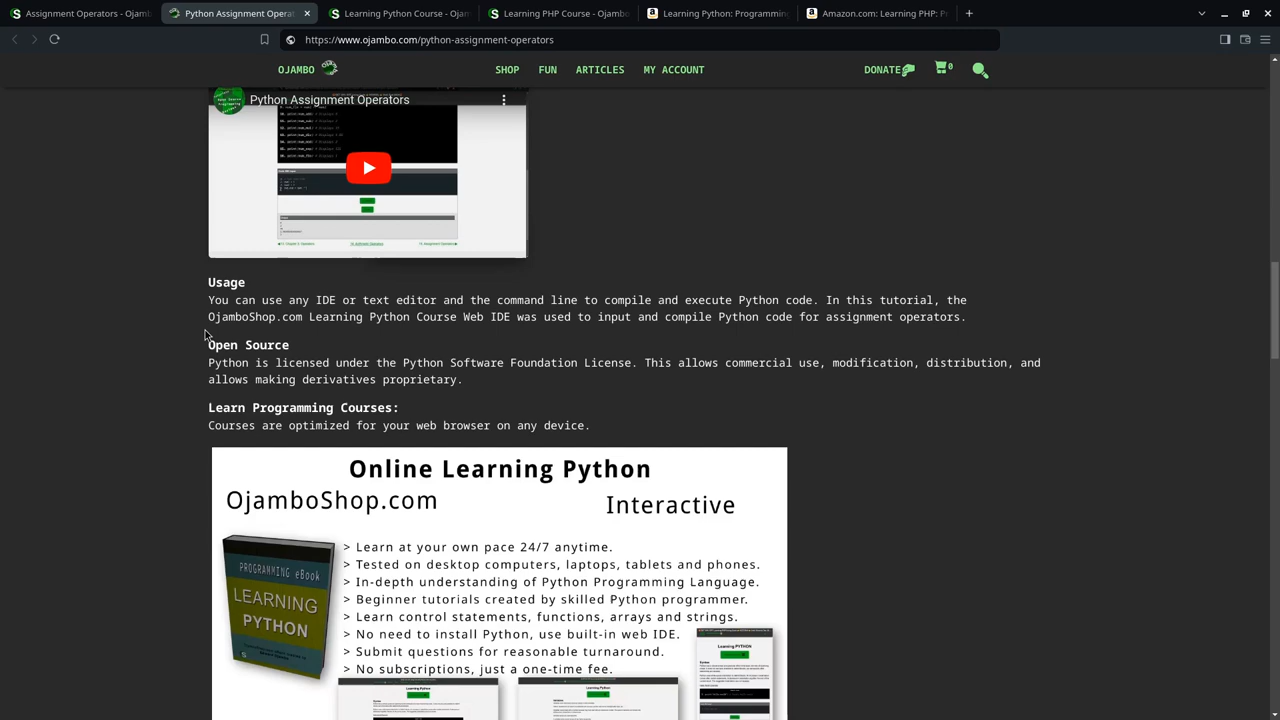 Assignment Operators - Ojamb
Python Assignment Operat
Learning Python Course - Ojam
Learning PHP Course - Ojambo
Learning Python: Programming
Amazon.com: Learning PHP: P
https://www.ojambo.com/python-assignment-operators
OJAMBO SHOP FUN ARTICLES MY ACCOUNT DONATE 0
Python Assignment Operators
Usage
You can use any IDE or text editor and the command line to compile and execute Python code. In this tutorial, the
OjamboShop.com Learning Python Course Web IDE was used to input and compile Python code for assignment operators.
Open Source
Python is licensed under the Python Software Foundation License. This allows commercial use, modification, distribution, and
allows making derivatives proprietary.
Learn Programming Courses:
Courses are optimized for your web browser on any device.
Online Learning Python
OjamboShop.com Interactive
> Learn at your own pace 24/7 anytime.
> Tested on desktop computers, laptops, tablets and phones.
> In-depth understanding of Python Programming Language.
> Beginner tutorials created by skilled Python programmer.
> Learn control statements, functions, arrays and strings.
> No need to install Python, use built-in web IDE.
> Submit questions for reasonable turnaround.
> No subscriptions, just a one-time fee.
PROGRAMMING eBook
LEARNING
PYTHON
Learning PYTHON
Learning Python
Learning Python